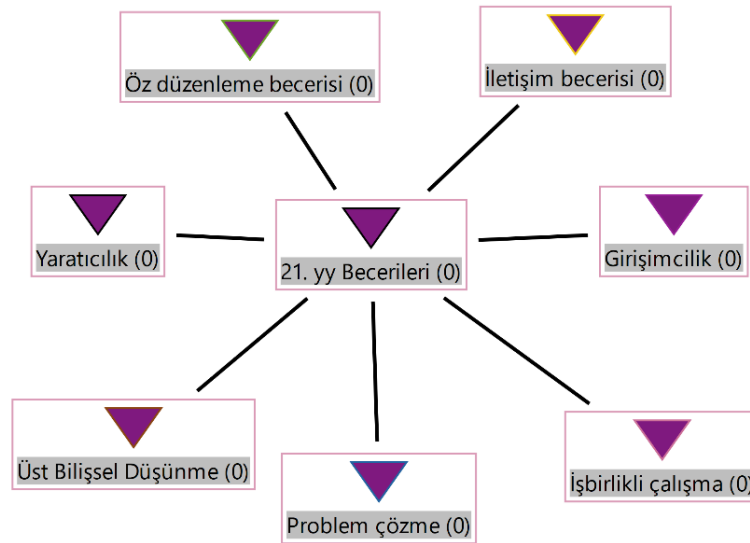 Öz düzenleme becerisi (0)
İletişim becerisi (0)
Yaratıcılık (0)
21. yy Becerileri (0)
Girişimcilik (0)
Üst Bilişsel Düşünme (0)
Problem çözme (0)
İşbirlikli çalışma (0)